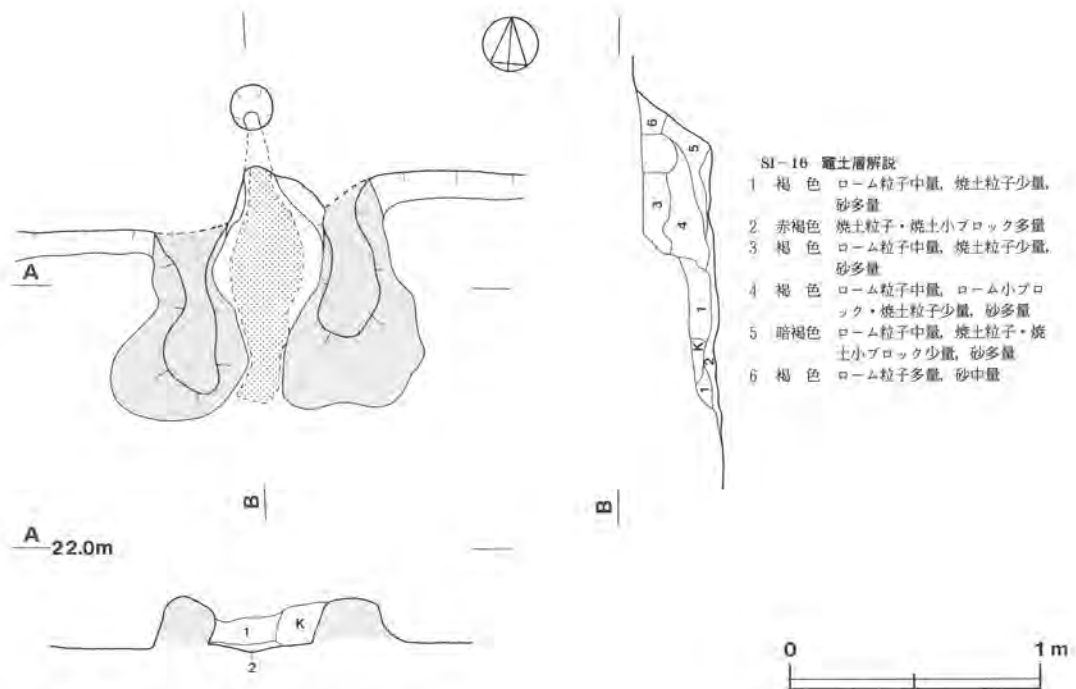 SI-16 竈土層解説
1 褐色 ローム粒子中量，焼土粒子少量，
砂多量
2 赤褐色 焼土粒子・焼土小ブロック多量
3 褐色 ローム粒子中量，焼土粒子少量，
砂多量
4 褐色 ローム粒子中量，ローム小ブロ
ック・焼土粒子少量，砂多量
5 暗褐色 ローム粒子中量，焼土粒子・焼
土小ブロック少量，砂多量
6 褐色 ローム粒子多量，砂中量
6
5
3
4
1
K
2
1
A
B
B
A 22.0m
1
K
2
0 1m